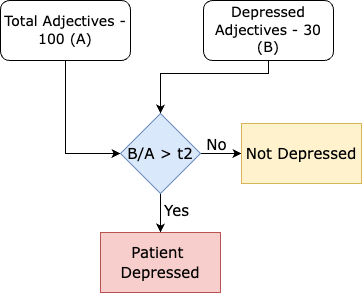 Total Adjectives -
100 (A)
Depressed
Adjectives - 30
(B)
B/A > t2
No
Not Depressed
Yes
Patient
Depressed